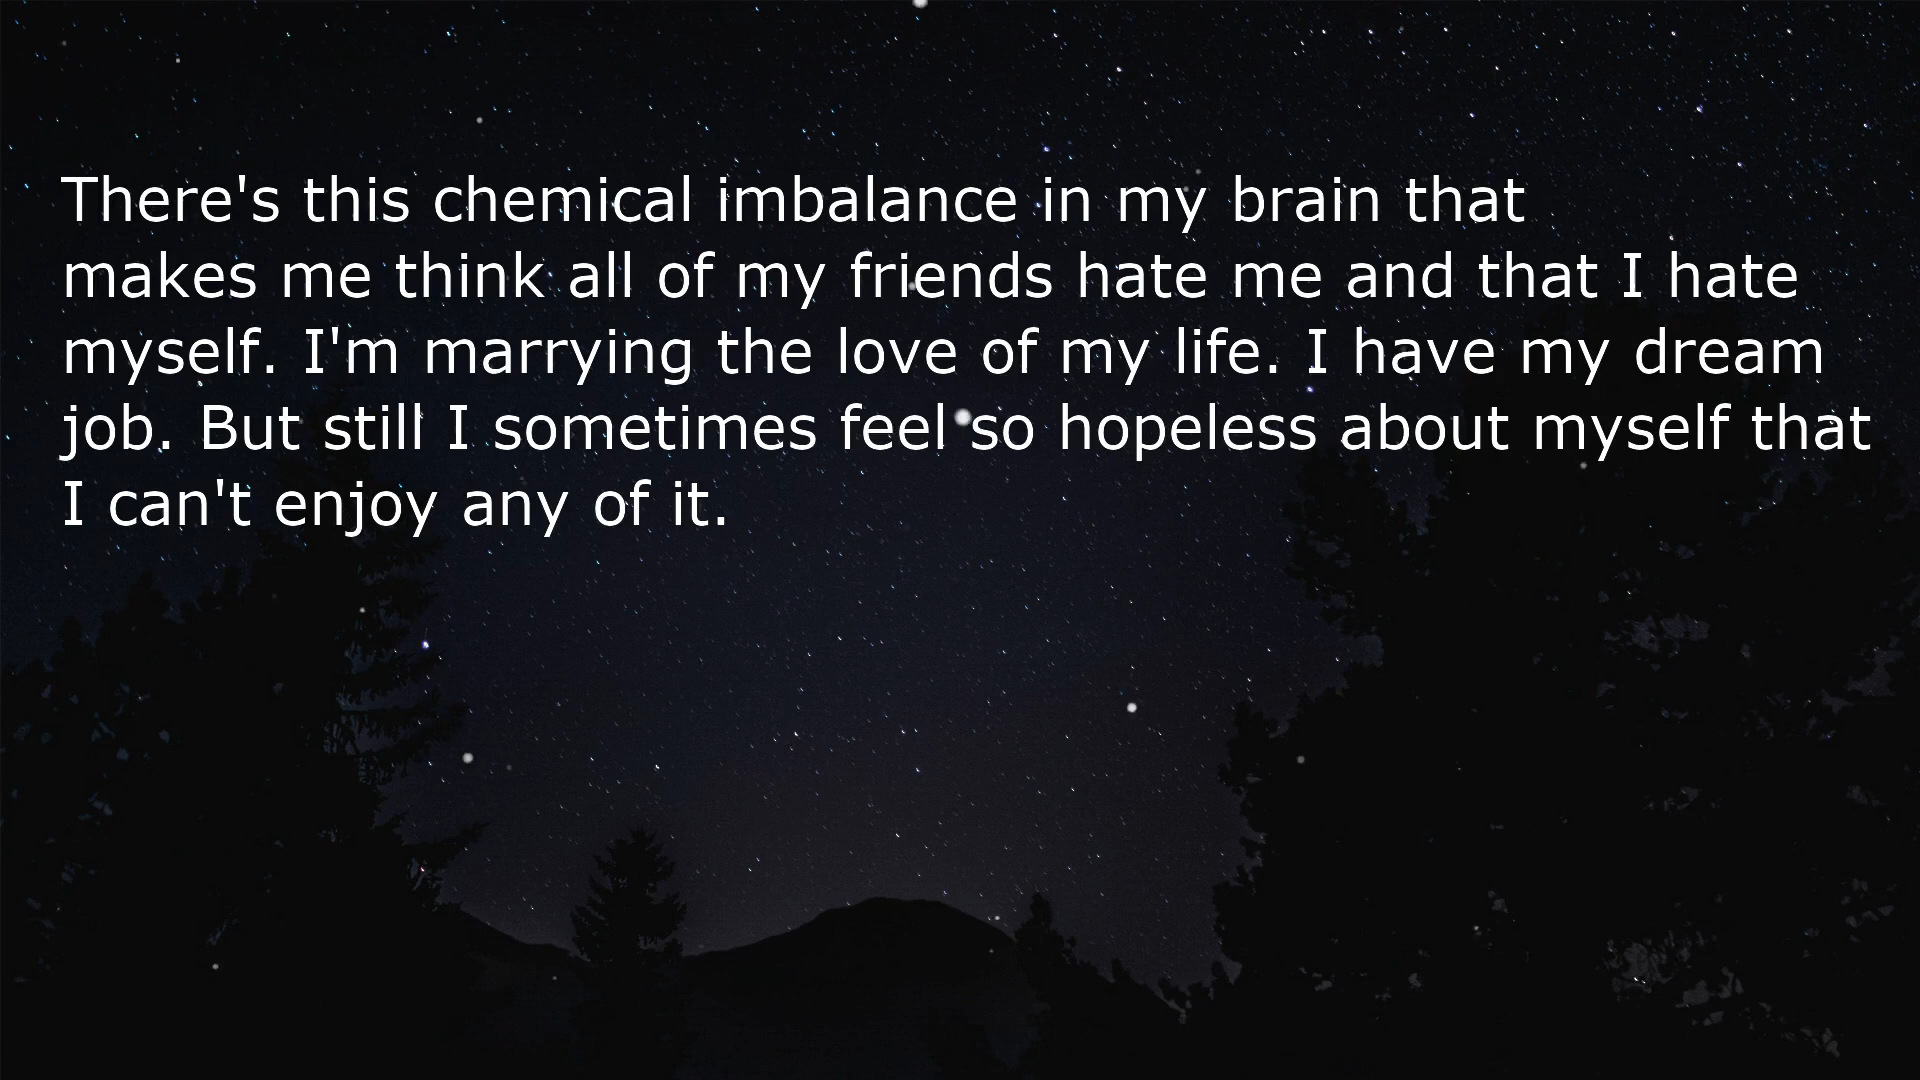 There's this chemical imbalance in my brain that
makes me think all of my friends hate me and that I hate
myself. I'm marrying the love of my life. I have my dream
job. But still I sometimes feel so hopeless about myself that
I can't enjoy any of it.